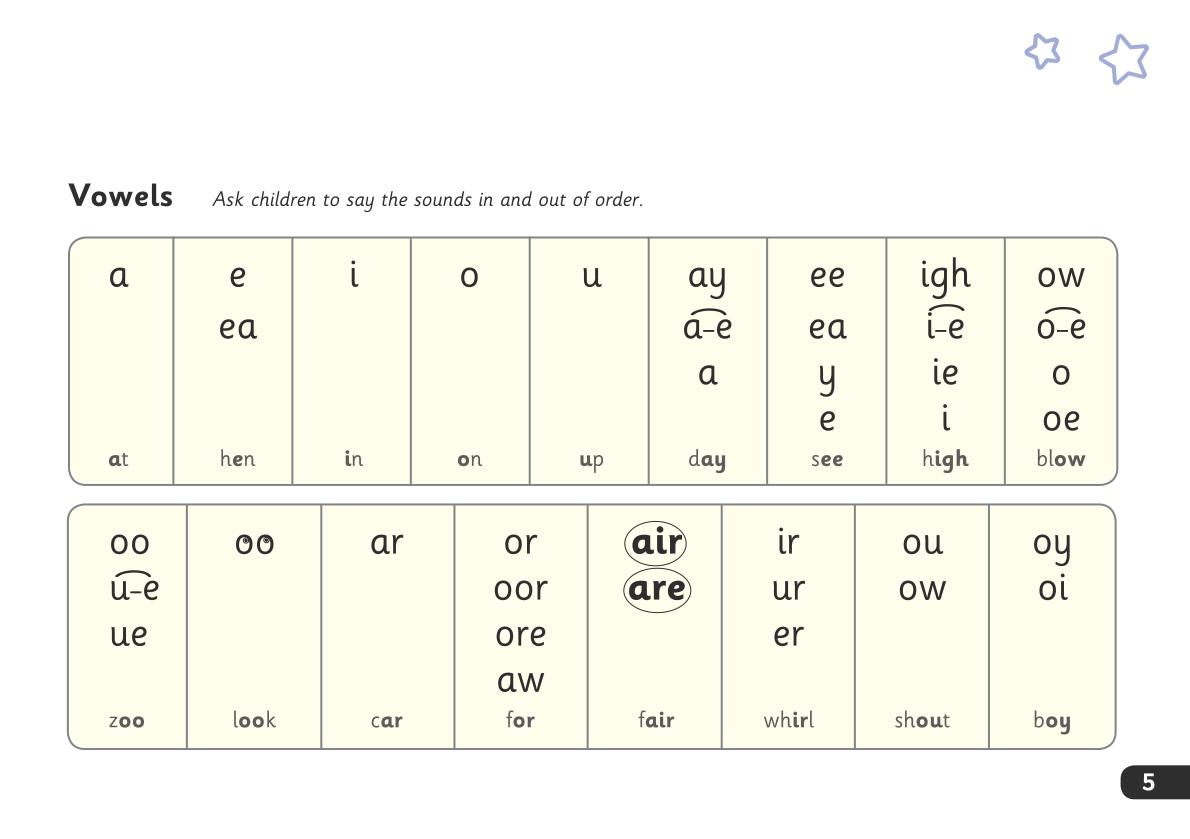 Vowels Ask children to say the sounds in and out of order.
a e i o u ay ee igh ow
ea a–e ea i–e o–e
a y ie o
e i oe
at hen in on up day see high blow
oo oo ar or air ir ou oy
u–e oor are ur ow oi
ue ore er
aw
zoo look car for fair whirl shout boy
5